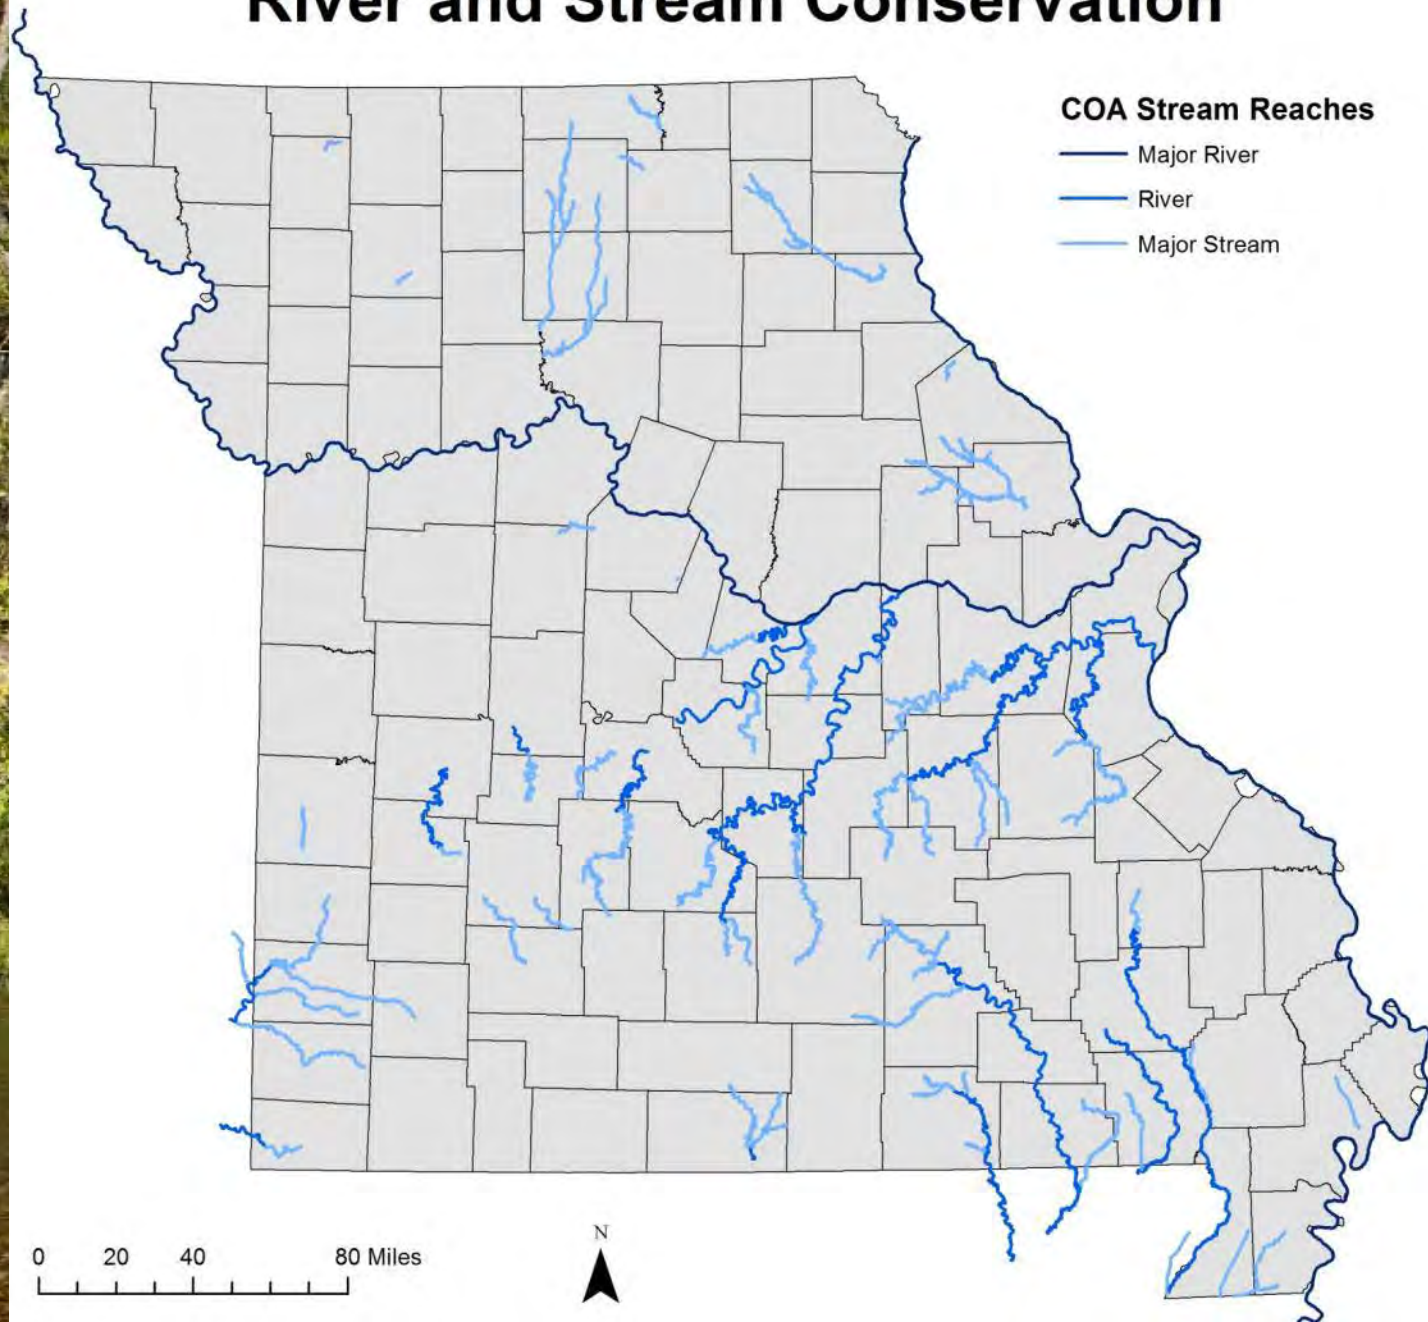 River and Stream Conservation
COA Stream Reaches
Major River
River
Major Stream
N
0 20 40 80 Miles